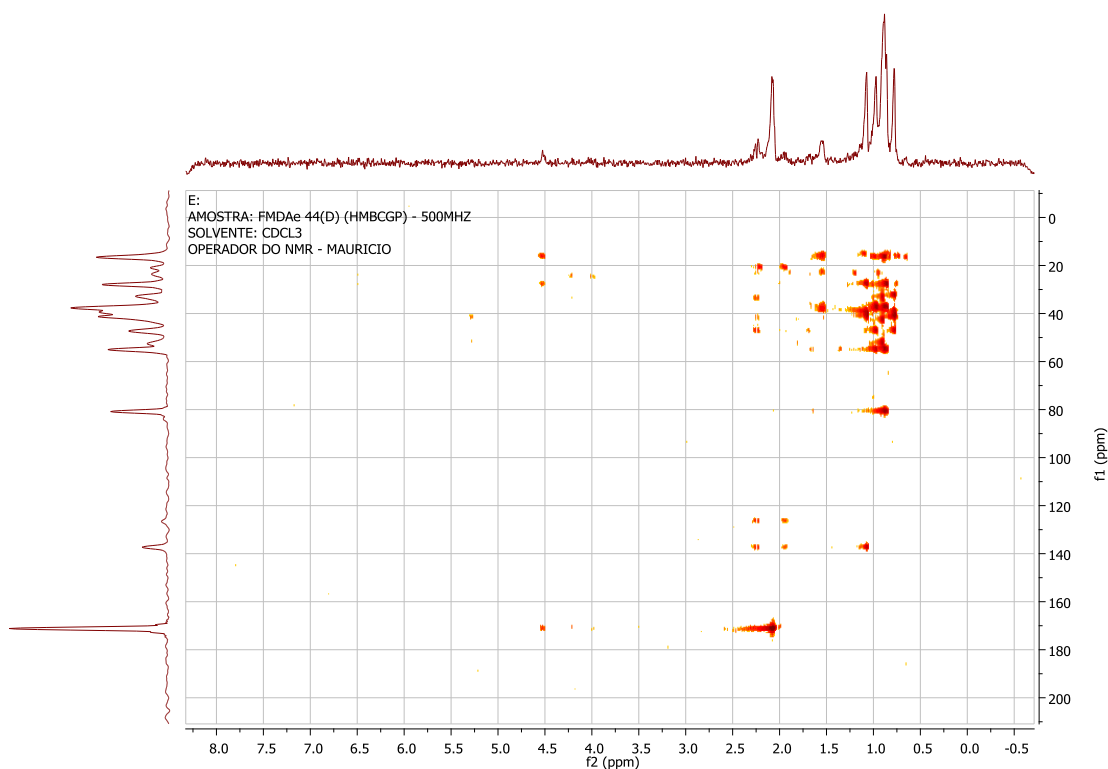 E:
AMOSTRA: FMDAe 44(D) (HMBCGP) - 500MHZ
SOLVENTE: CDCL3
OPERADOR DO NMR - MAURICIO
0
20
40
60
80
100
120
140
160
180
200
f1 (ppm)
8.0 7.5 7.0 6.5 6.0 5.5 5.0 4.5 4.0 3.5 3.0 2.5 2.0 1.5 1.0 0.5 0.0 -0.5
f2 (ppm)